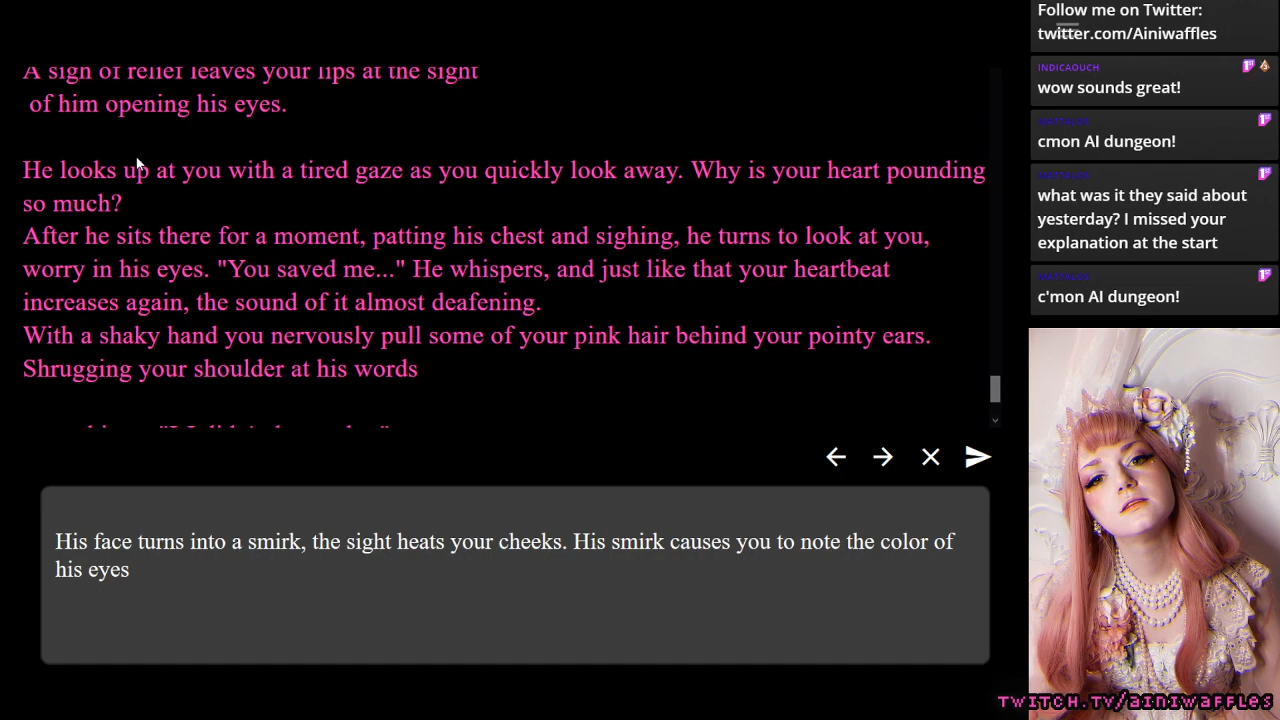 A sigh of relief leaves your lips at the sight
of him opening his eyes.
He looks up at you with a tired gaze as you quickly look away. Why is your heart pounding
so much?
After he sits there for a moment, patting his chest and sighing, he turns to look at you,
worry in his eyes. "You saved me..." He whispers, and just like that your heartbeat
increases again, the sound of it almost deafening.
With a shaky hand you nervously pull some of your pink hair behind your pointy ears.
Shrugging your shoulder at his words
His face turns into a smirk, the sight heats your cheeks. His smirk causes you to note the color of
his eyes
Follow me on Twitter:
twitter.com/Ainiwaffles
INDICAOUCH
wow sounds great!
cmon AI dungeon!
what was it they said about
yesterday? I missed your
explanation at the start
c'mon AI dungeon!
TWITCH.TV/AINIWAFFLES